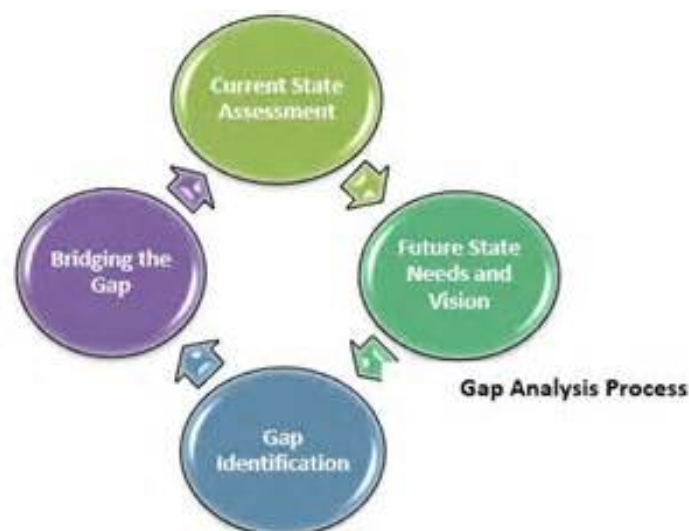 Current State
Assessment
Future State
Needs and
Vision
Gap
Identification
Bridging the
Gap
Gap Analysis Process